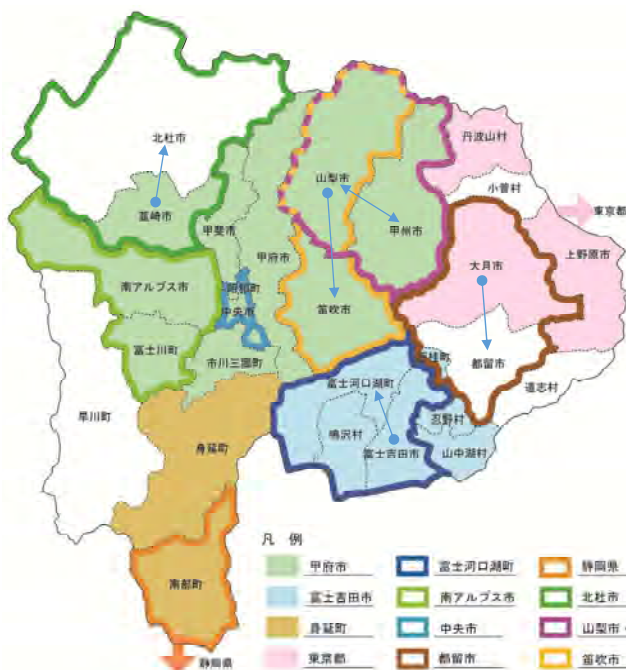 北杜市
丹波山村
韮崎市
山梨市
小菅村
東京都
甲斐市
甲州市
上野原市
甲府市
大月市
南アルプス市
昭和町
中央市
笛吹市
富士川町
市川三郷町
西桂町
都留市
富士河口湖町
道志村
早川町
忍野村
身延町
鳴沢村
富士吉田市
山中湖村
凡 例
甲府市
富士河口湖町
静岡県
富士吉田市
南アルプス市
北杜市
南部町
身延町
中央市
山梨市・
東京都
都留市
笛吹市
静岡県